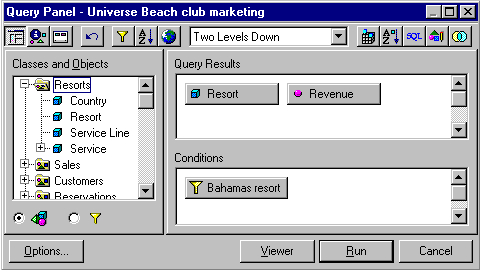 Query Panel - Universe Beach club marketing
Two Levels Down
SQL
Classes and Objects
Resorts
Country
Resort
Service Line
Service
Sales
Customers
Reservations
Query Results
Resort
Revenue
Conditions
Bahamas resort
Options...
Viewer
Run
Cancel